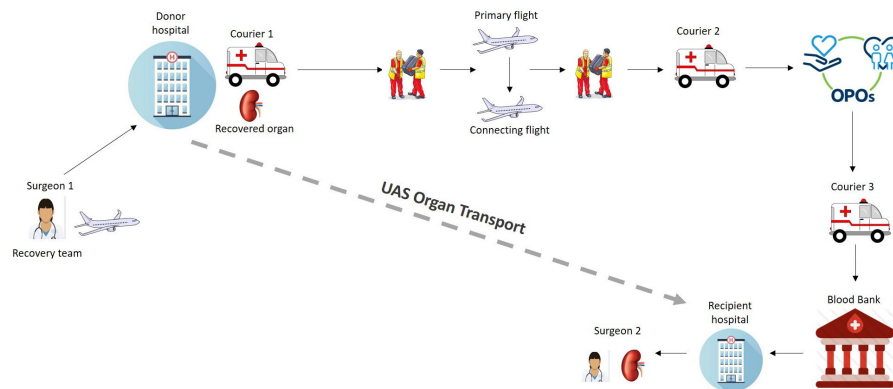 Donor
hospital
H
Courier 1
Recovered organ
Primary flight
Connecting flight
Courier 2
OPOs
Surgeon 1
Recovery team
UAS Organ Transport
Courier 3
Blood Bank
Recipient
hospital
H
Surgeon 2